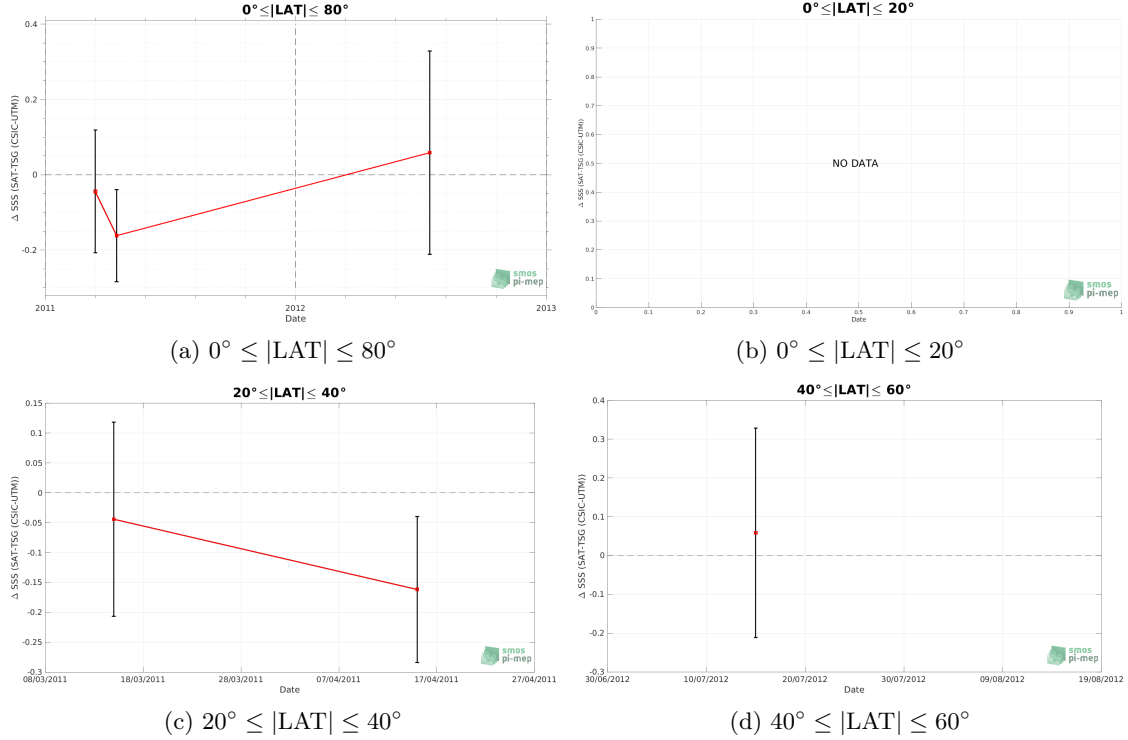 0°≤|LAT|≤ 80°
0.4
0.2
0
-0.2
Δ SSS (SAT-TSG (CSIC-UTM))
2011
2012
2013
Date
smos
pi-mep
(a) 0° ≤ |LAT| ≤ 80°
0°≤|LAT|≤ 20°
1
0.9
0.8
0.7
0.6
0.5
0.4
0.3
0.2
0.1
0
Δ SSS (SAT-TSG (CSIC-UTM))
NO DATA
0 0.1 0.2 0.3 0.4 0.5 0.6 0.7 0.8 0.9 1
Date
smos
pi-mep
(b) 0° ≤ |LAT| ≤ 20°
20°≤|LAT|≤ 40°
0.15
0.1
0.05
0
-0.05
-0.1
-0.15
-0.2
-0.25
-0.3
Δ SSS (SAT-TSG (CSIC-UTM))
08/03/2011 18/03/2011 28/03/2011 07/04/2011 17/04/2011 27/04/2011
Date
smos
pi-mep
(c) 20° ≤ |LAT| ≤ 40°
40°≤|LAT|≤ 60°
0.4
0.3
0.2
0.1
0
-0.1
-0.2
-0.3
Δ SSS (SAT-TSG (CSIC-UTM))
30/06/2012 10/07/2012 20/07/2012 30/07/2012 09/08/2012 19/08/2012
Date
smos
pi-mep
(d) 40° ≤ |LAT| ≤ 60°